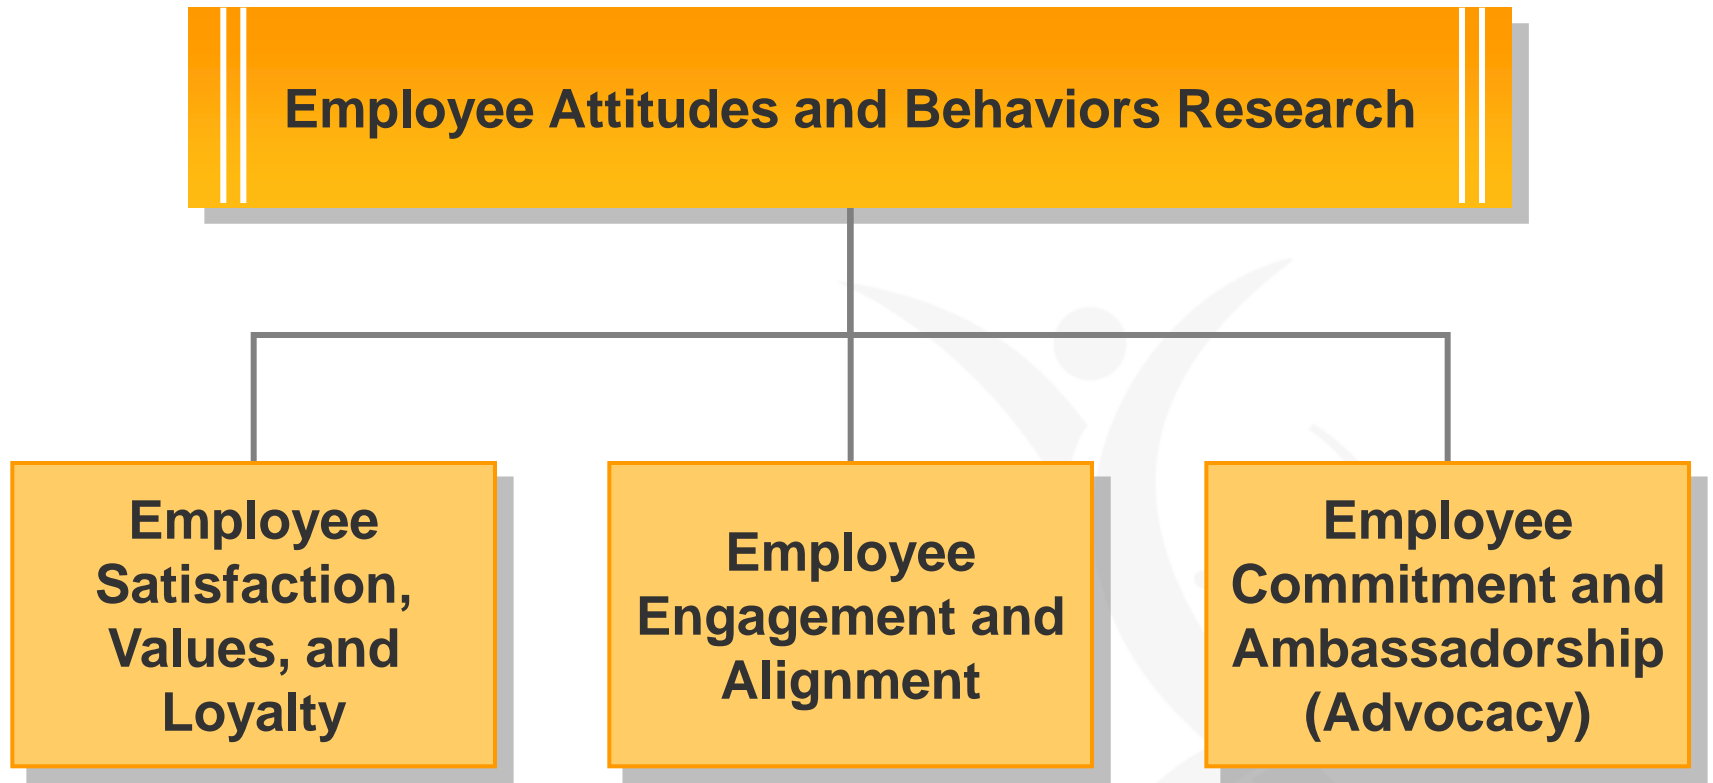 Employee Attitudes and Behaviors Research
Employee
Satisfaction,
Values, and
Loyalty
Employee
Engagement and
Alignment
Employee
Commitment and
Ambassadorship
(Advocacy)